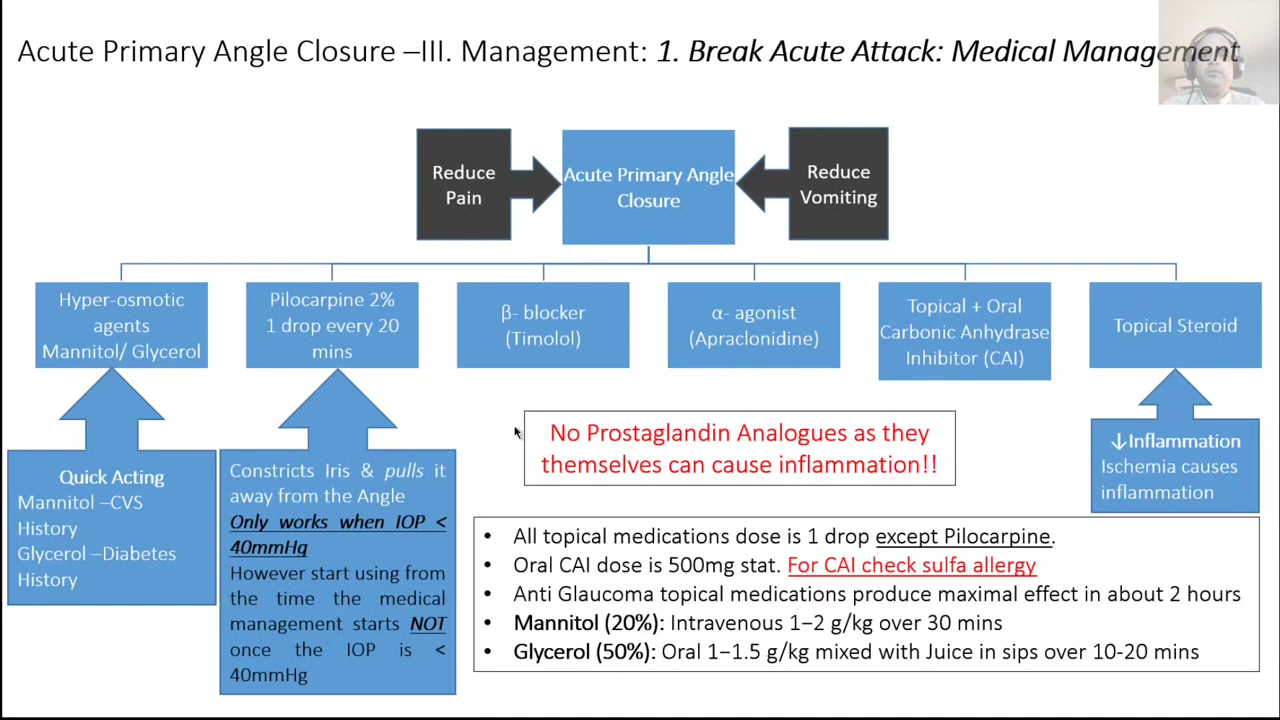 Acute Primary Angle Closure –III. Management: 1. Break Acute Attack: Medical Management
Reduce
Pain
Acute Primary Angle
Closure
Reduce
Vomiting
Hyper-osmotic
agents
Mannitol/ Glycerol
Pilocarpine 2%
1 drop every 20
mins
β- blocker
(Timolol)
α- agonist
(Apraclonidine)
Topical + Oral
Carbonic Anhydrase
Inhibitor (CAI)
Topical Steroid
Quick Acting
Mannitol –CVS
History
Glycerol –Diabetes
History
Constricts Iris & pulls it
away from the Angle
Only works when IOP <
40mmHg
However start using from
the time the medical
management starts NOT
once the IOP is <
40mmHg
No Prostaglandin Analogues as they
themselves can cause inflammation!!
↓Inflammation
Ischemia causes
inflammation
• All topical medications dose is 1 drop except Pilocarpine.
• Oral CAI dose is 500mg stat. For CAI check sulfa allergy
• Anti Glaucoma topical medications produce maximal effect in about 2 hours
• Mannitol (20%): Intravenous 1–2 g/kg over 30 mins
• Glycerol (50%): Oral 1–1.5 g/kg mixed with Juice in sips over 10-20 mins